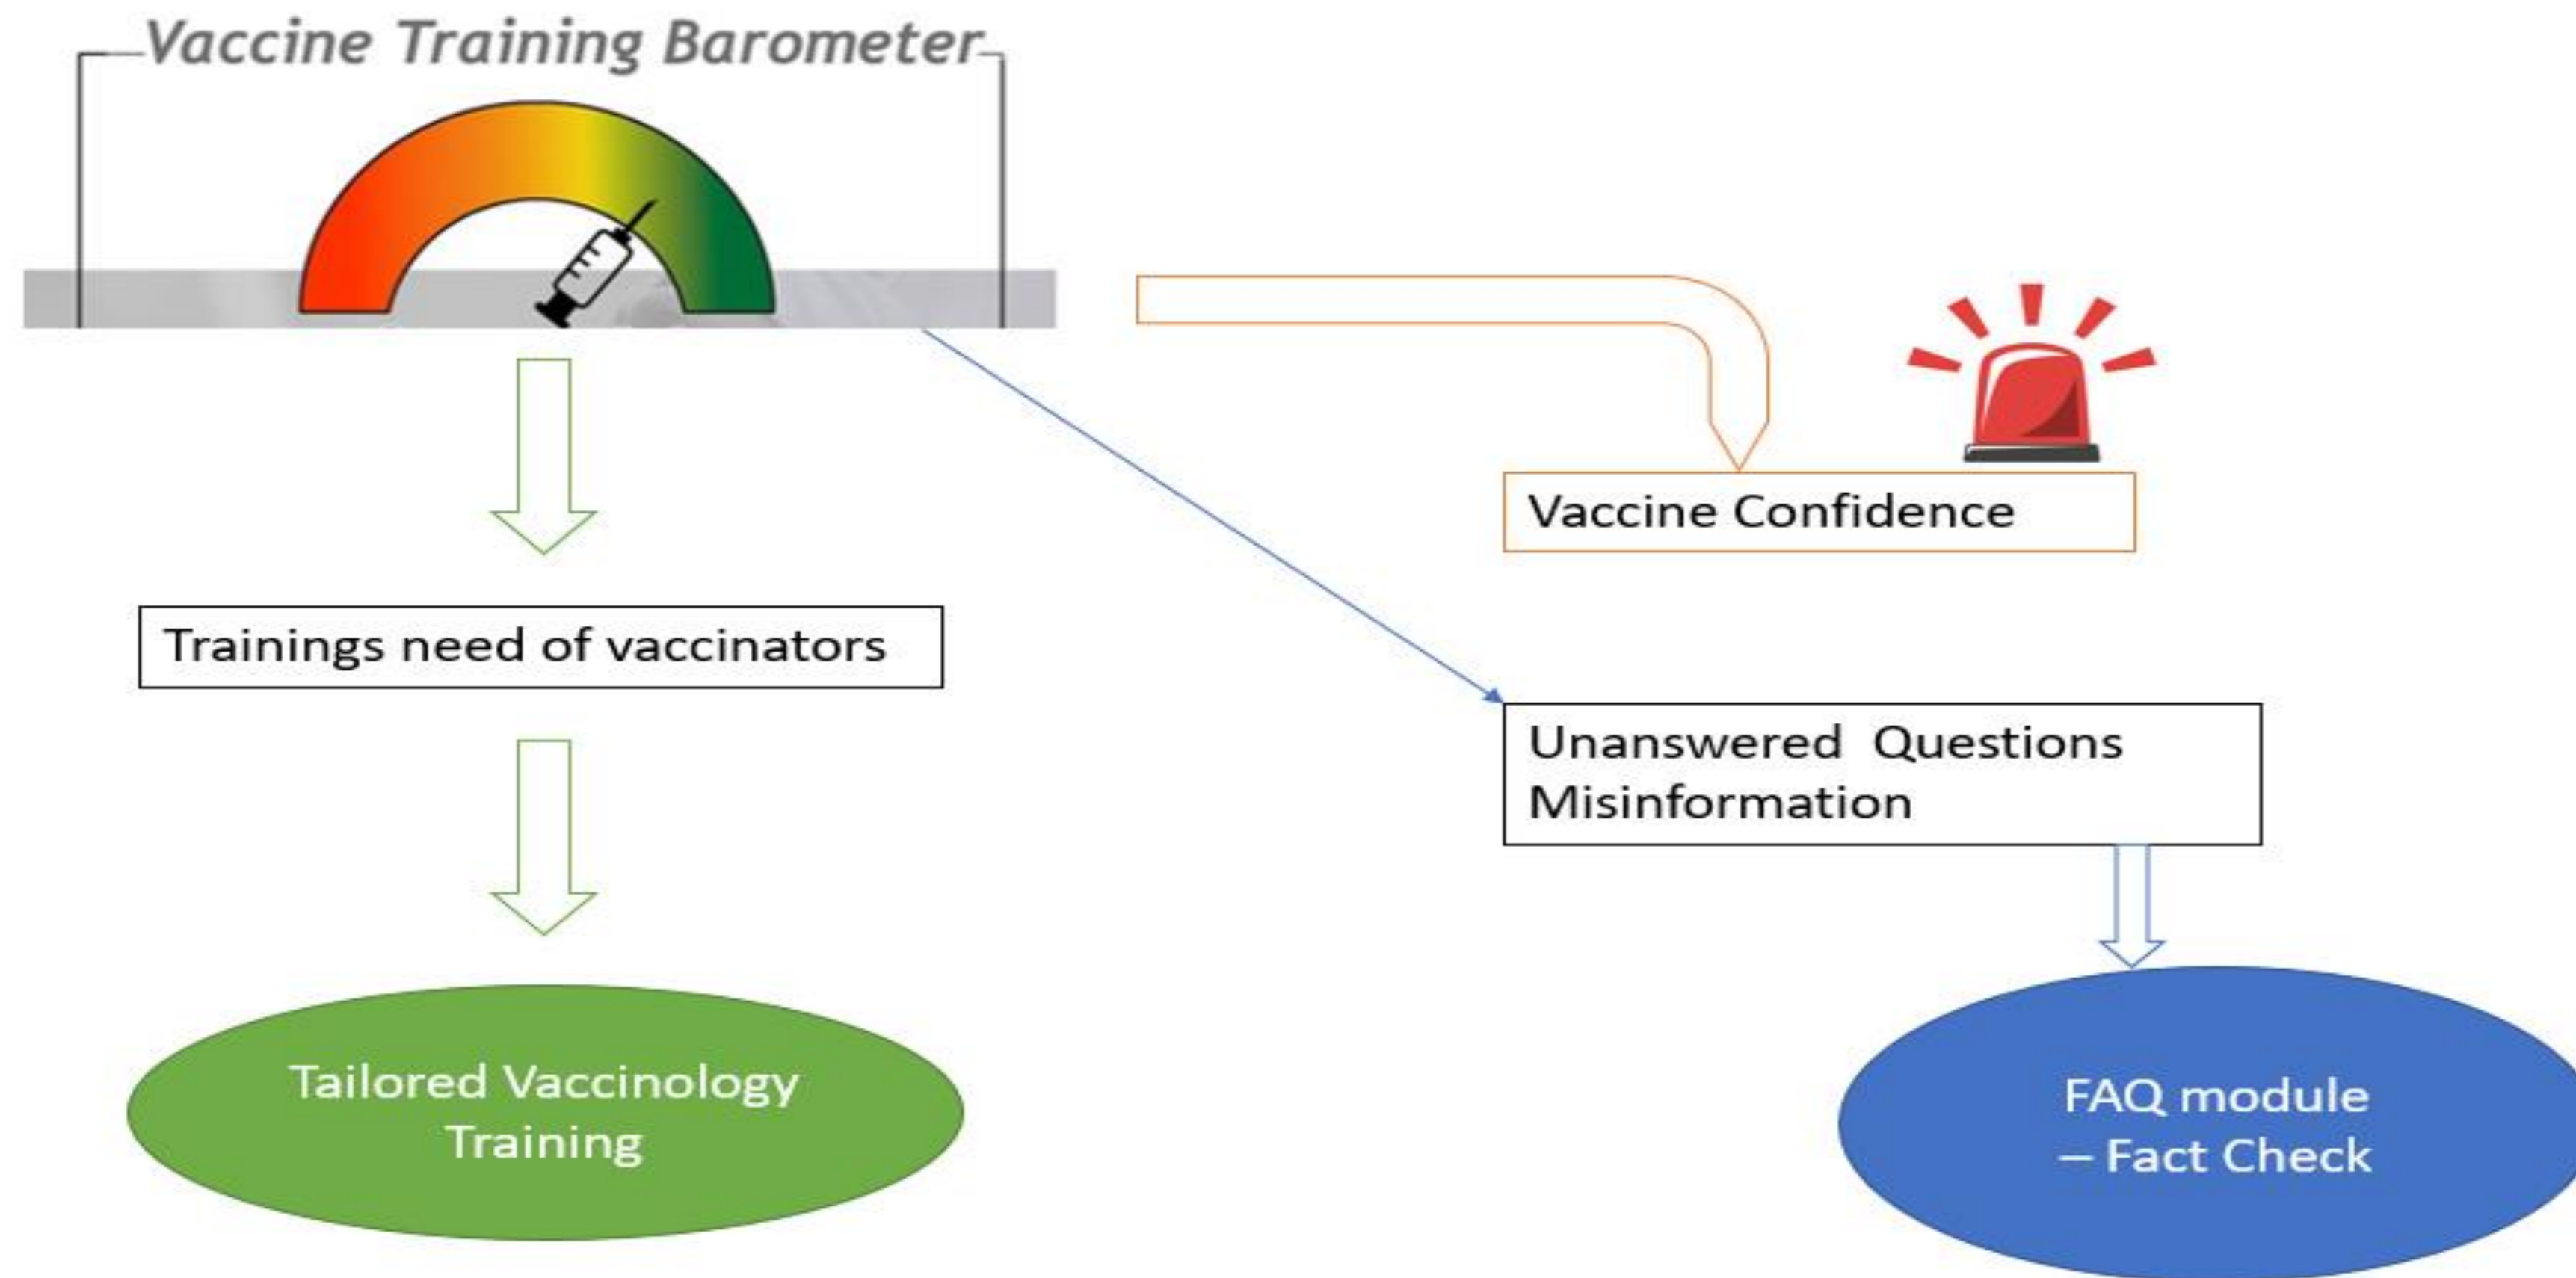 Vaccine Training Barometer
Vaccine Confidence
Trainings need of vaccinators
Unanswered  Questions
Misinformation
Tailored Vaccinology
Training
FAQ module
– Fact Check